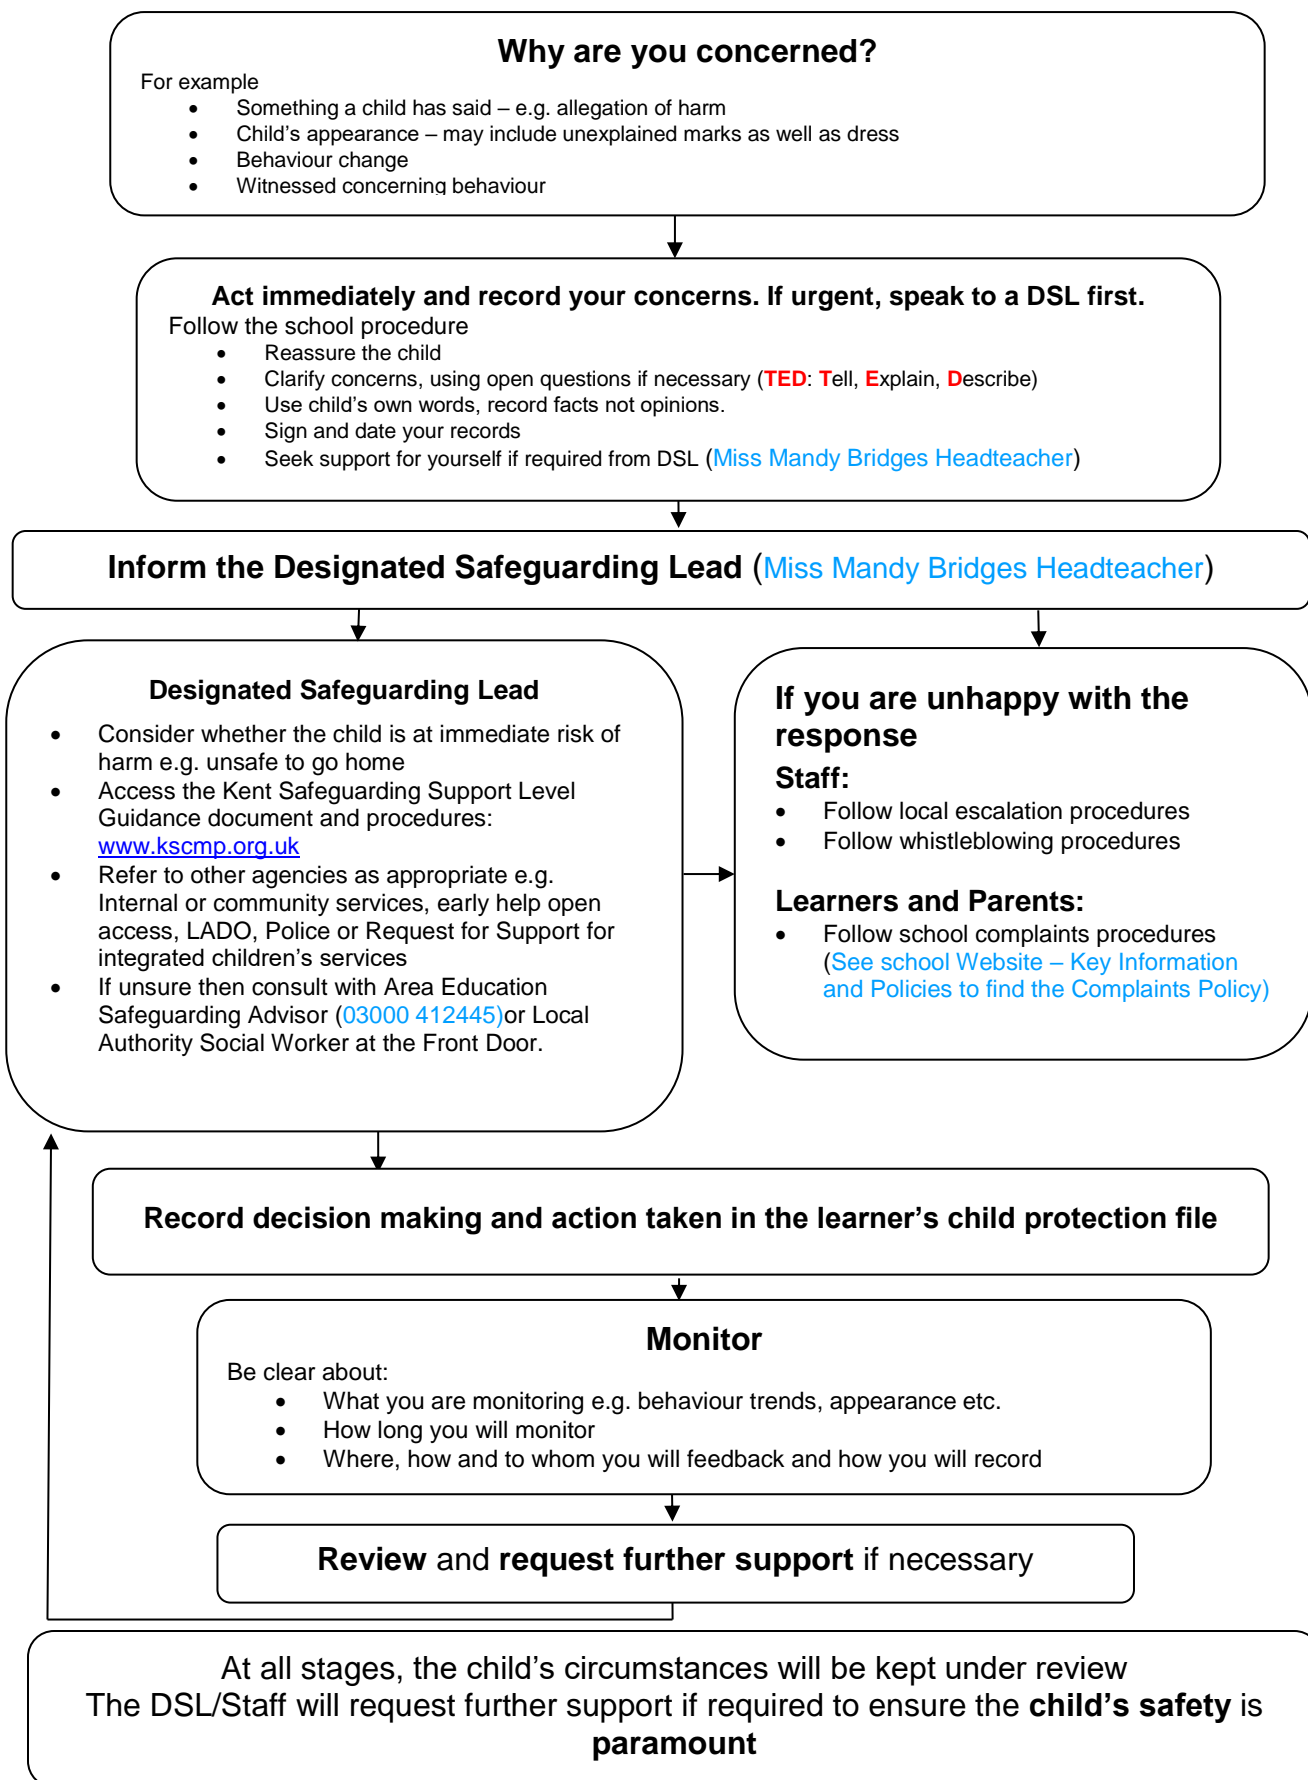 Why are you concerned?
For example
• Something a child has said – e.g. allegation of harm
• Child's appearance – may include unexplained marks as well as dress
• Behaviour change
• Witnessed concerning behaviour
Act immediately and record your concerns. If urgent, speak to a DSL first.
Follow the school procedure
• Reassure the child
• Clarify concerns, using open questions if necessary (TED: Tell, Explain, Describe)
• Use child's own words, record facts not opinions.
• Sign and date your records
• Seek support for yourself if required from DSL (Miss Mandy Bridges Headteacher)
Inform the Designated Safeguarding Lead (Miss Mandy Bridges Headteacher)
Designated Safeguarding Lead
• Consider whether the child is at immediate risk of
harm e.g. unsafe to go home
• Access the Kent Safeguarding Support Level
Guidance document and procedures:
www.kscmp.org.uk
• Refer to other agencies as appropriate e.g.
Internal or community services, early help open
access, LADO, Police or Request for Support for
integrated children's services
• If unsure then consult with Area Education
Safeguarding Advisor (03000 412445)or Local
Authority Social Worker at the Front Door.
If you are unhappy with the
response
Staff:
• Follow local escalation procedures
• Follow whistleblowing procedures
Learners and Parents:
• Follow school complaints procedures
(See school Website – Key Information
and Policies to find the Complaints Policy)
Record decision making and action taken in the learner's child protection file
Monitor
Be clear about:
• What you are monitoring e.g. behaviour trends, appearance etc.
• How long you will monitor
• Where, how and to whom you will feedback and how you will record
Review and request further support if necessary
At all stages, the child's circumstances will be kept under review
The DSL/Staff will request further support if required to ensure the child's safety is
paramount